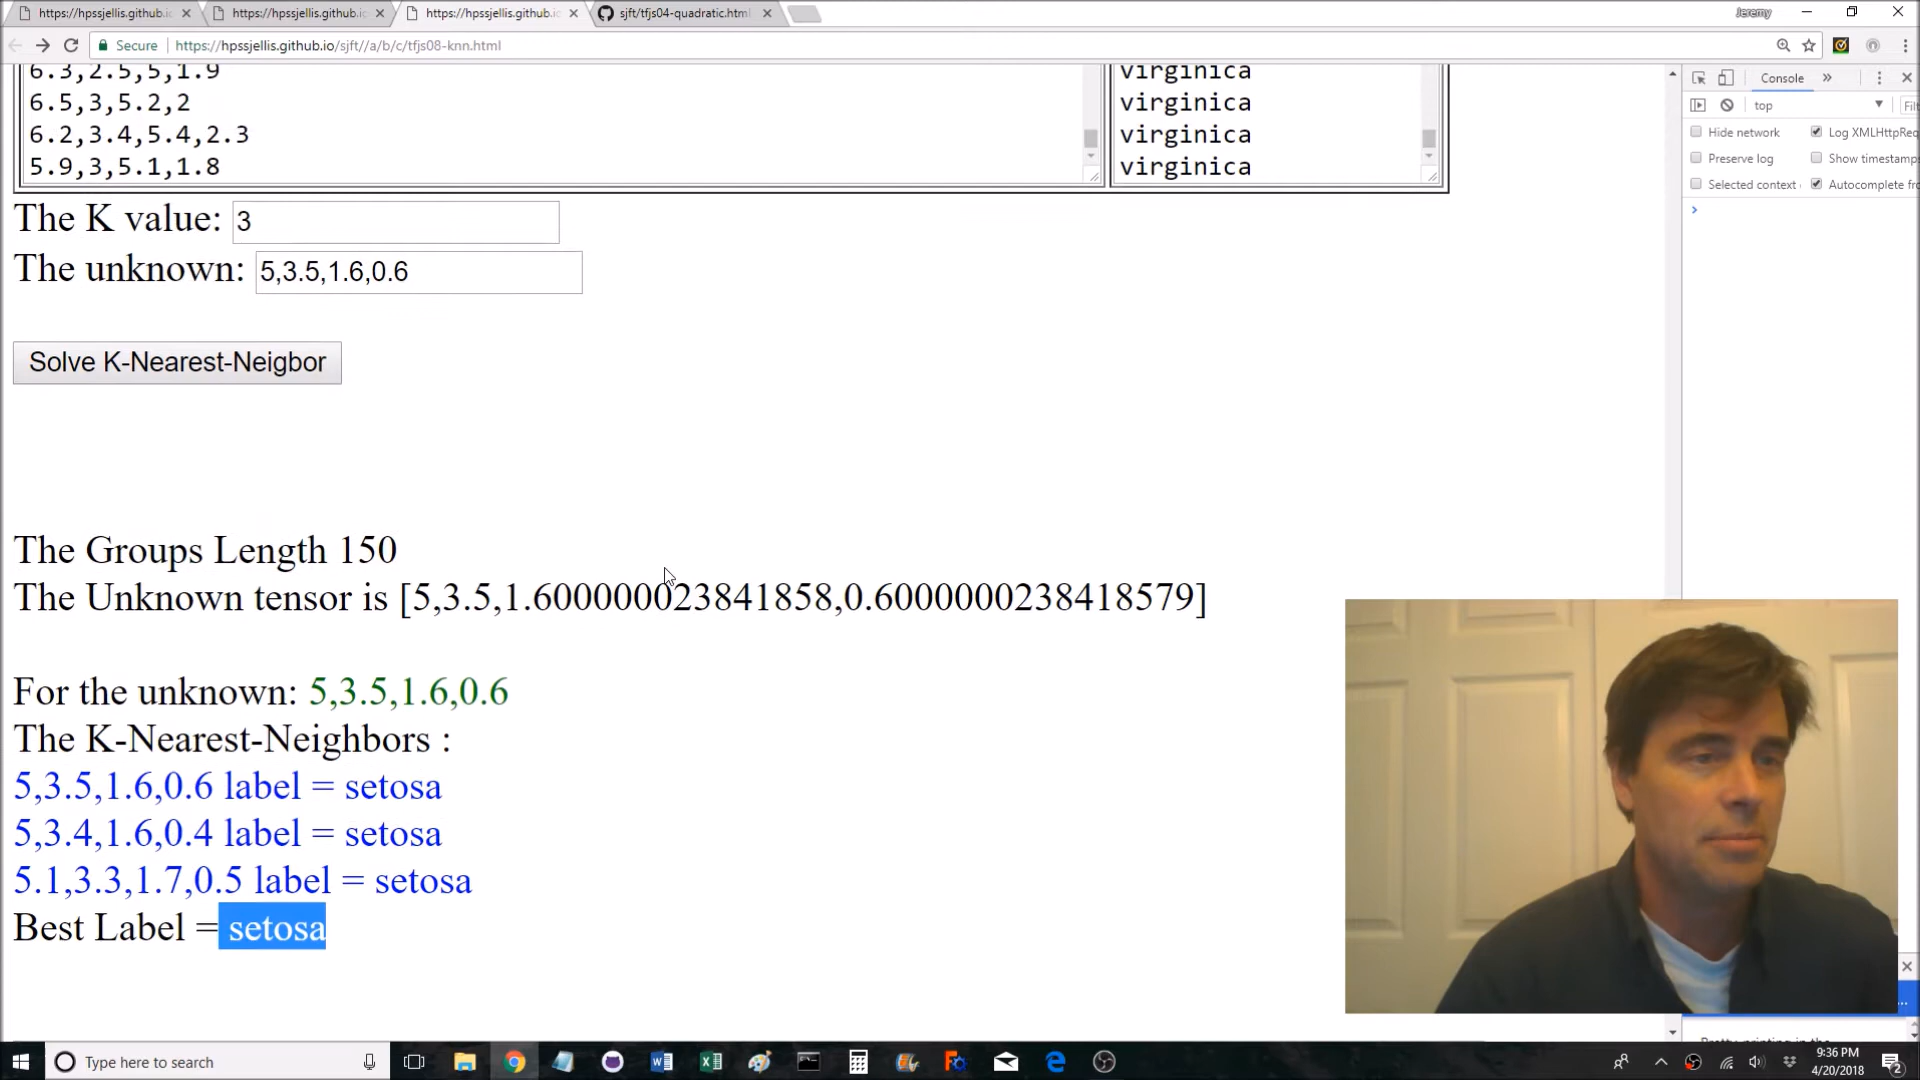 https://hpssjellis.github.io
https://hpssjellis.github.io
https://hpssjellis.github.io
sjft/tfjs04-quadratic.html
Jeremy
Secure
https://hpssjellis.github.io/sjft//a/b/c/tfjs08-knn.html
6.3,2.5,5,1.9
virginica
6.5,3,5.2,2
virginica
6.2,3.4,5.4,2.3
virginica
5.9,3,5.1,1.8
virginica
The K value: 3
The unknown: 5,3.5,1.6,0.6
Solve K-Nearest-Neigbor
The Groups Length 150
The Unknown tensor is [5,3.5,1.600000023841858,0.6000000238418579]
For the unknown: 5,3.5,1.6,0.6
The K-Nearest-Neighbors :
5,3.5,1.6,0.6 label = setosa
5,3.4,1.6,0.4 label = setosa
5.1,3.3,1.7,0.5 label = setosa
Best Label = setosa
Console
top
Hide network
Log XMLHttpReq
Preserve log
Show timestamps
Selected context
Autocomplete fro
Type here to search
9:36 PM
4/20/2018
2